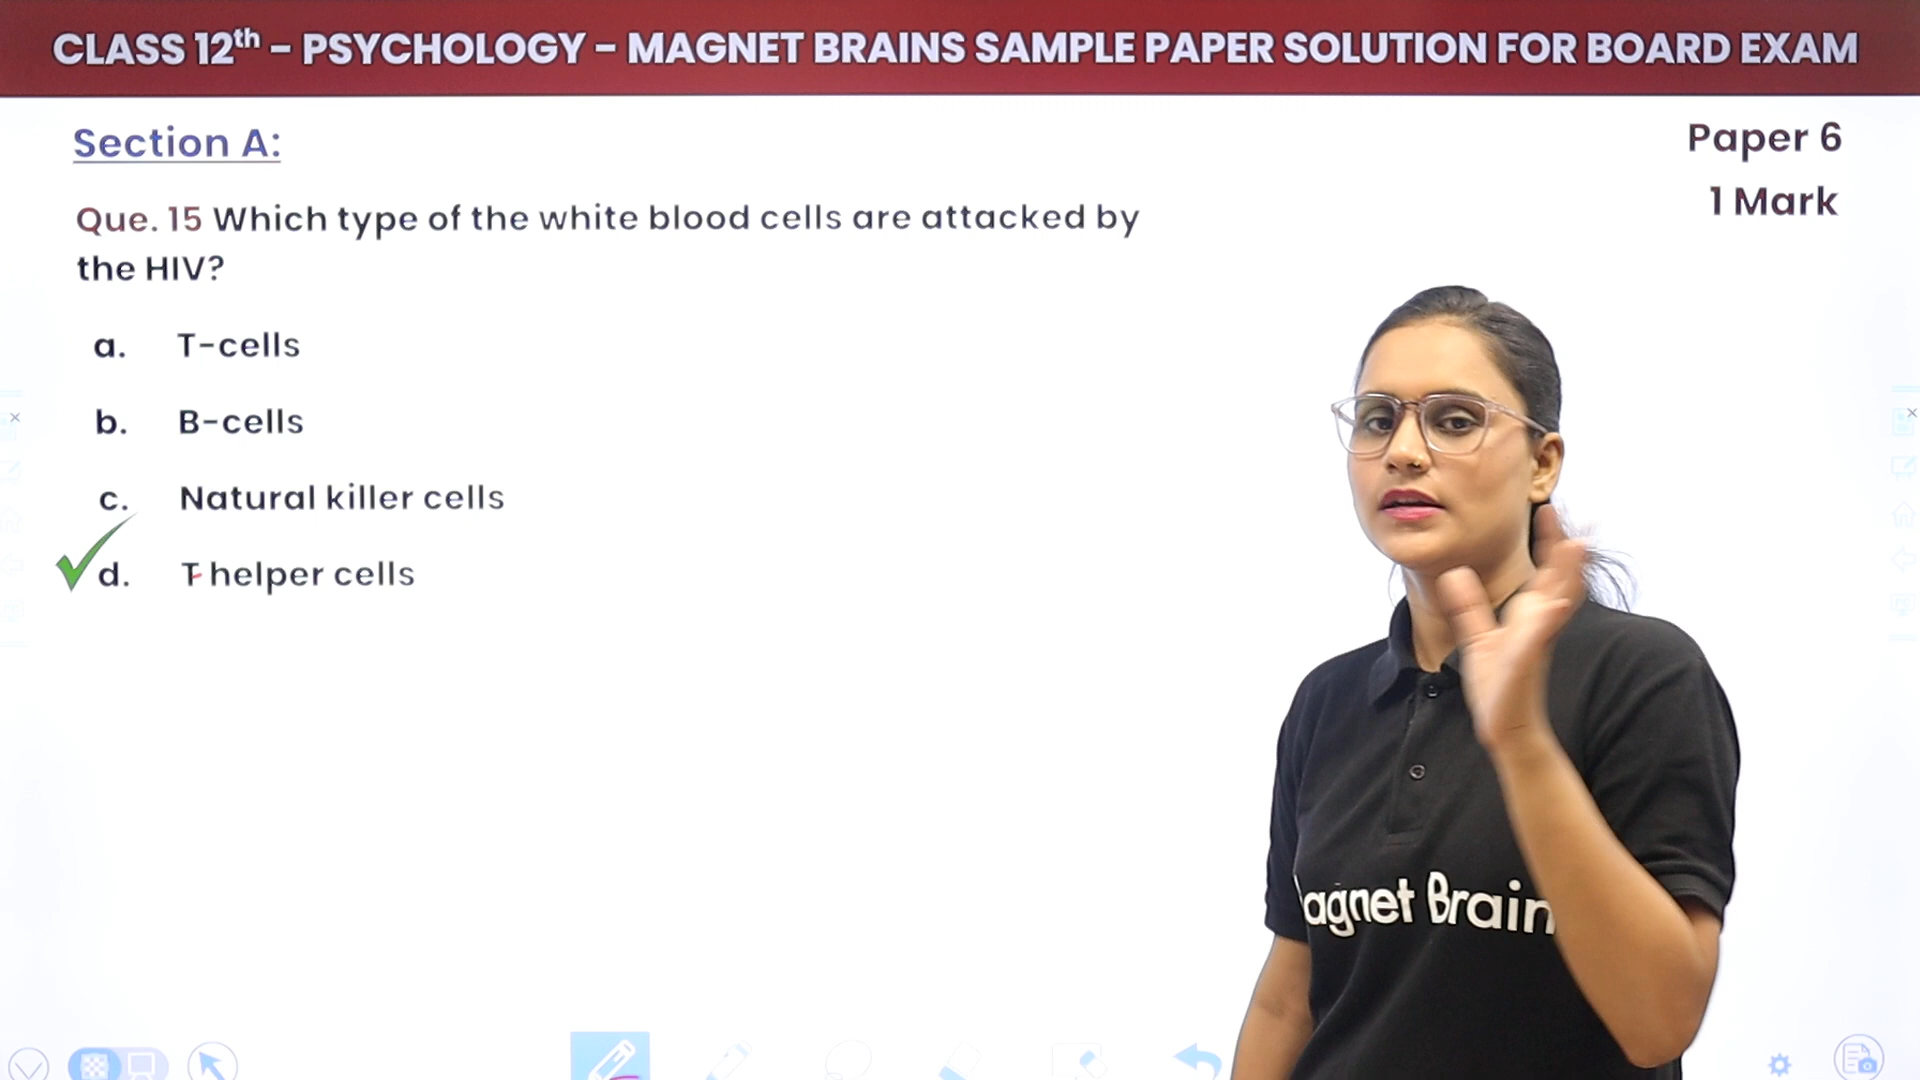 CLASS 12th – PSYCHOLOGY – MAGNET BRAINS SAMPLE PAPER SOLUTION FOR BOARD EXAM
Section A:
Paper 6
1 Mark
Que. 15 Which type of the white blood cells are attacked by
the HIV?
a. T-cells
b. B-cells
c. Natural killer cells
d. T helper cells
agnet Brain